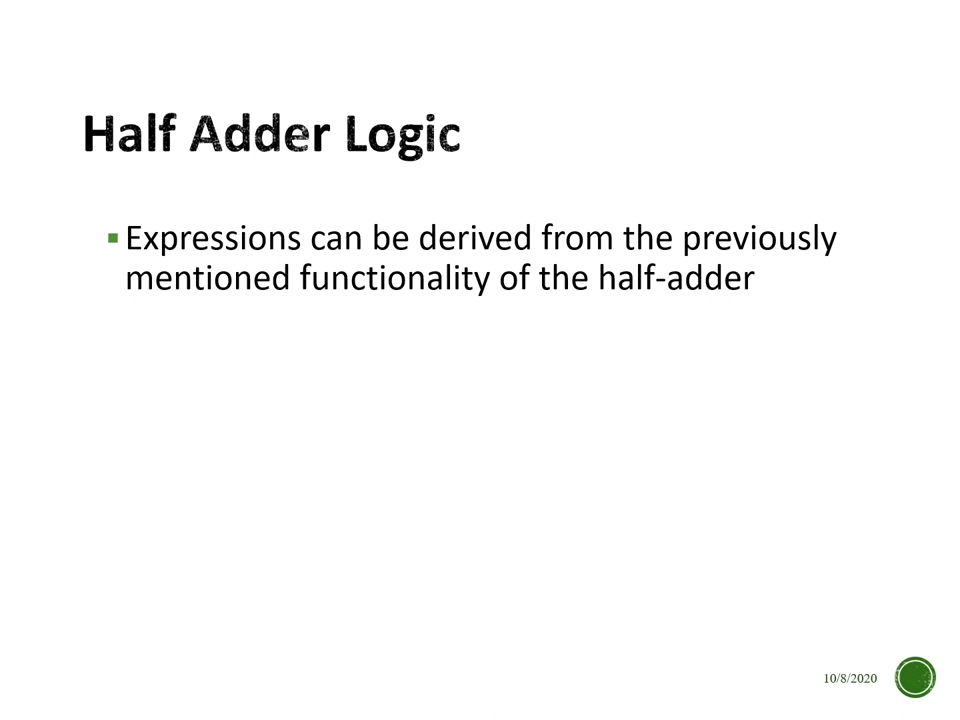 Half Adder Logic
▪ Expressions can be derived from the previously
mentioned functionality of the half-adder
10/8/2020